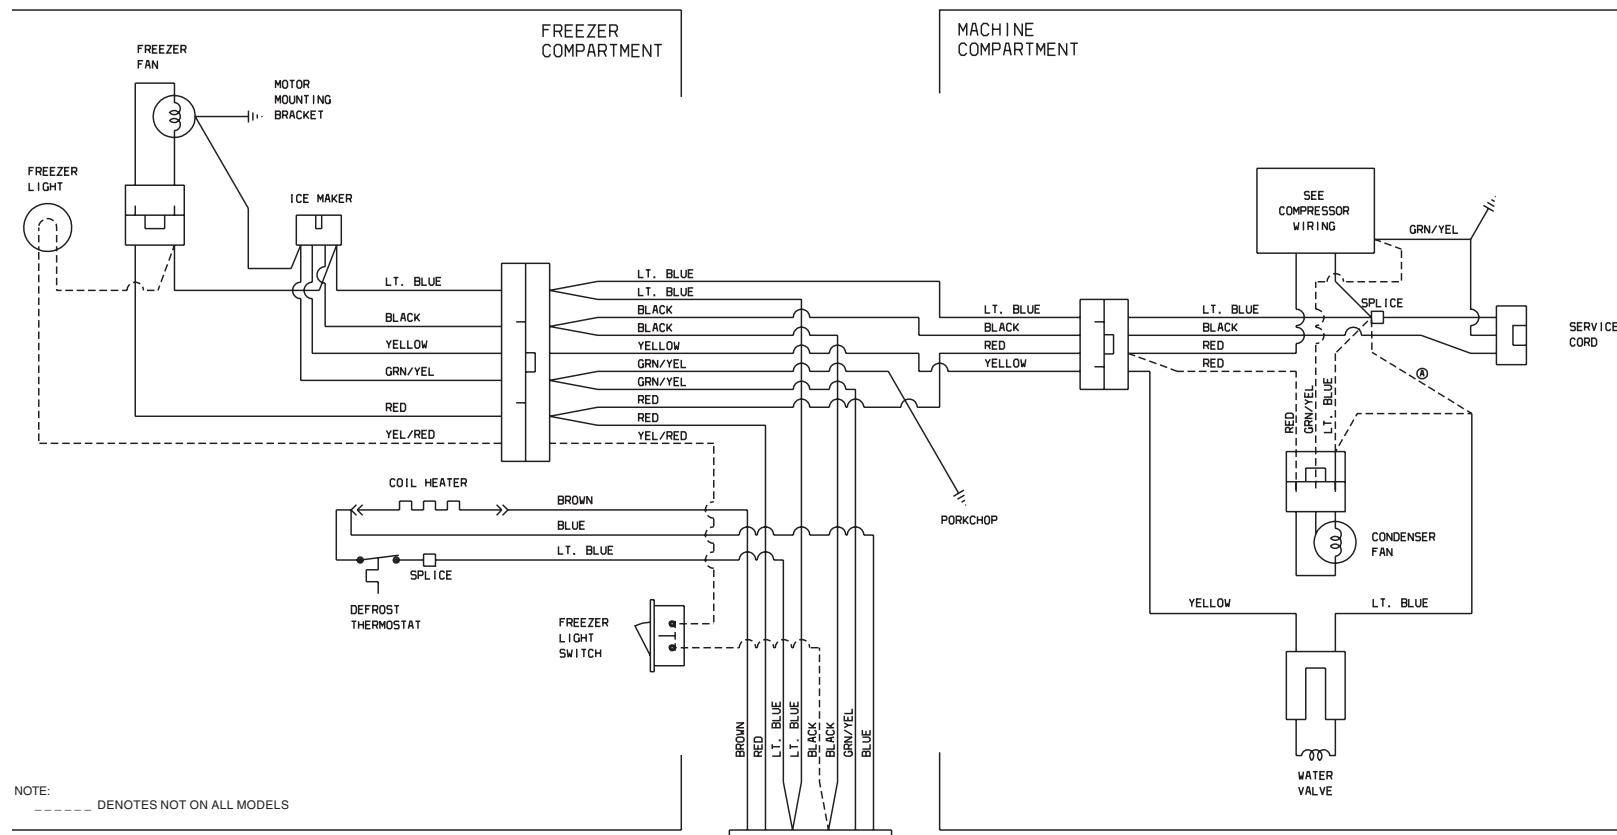 FREEZER
COMPARTMENT
MACHINE
COMPARTMENT
FREEZER
FAN
MOTOR
MOUNTING
BRACKET
FREEZER
LIGHT
ICE MAKER
SEE
COMPRESSOR
WIRING
GRN/YEL
LT. BLUE
BLACK
YELLOW
GRN/YEL
RED
YEL/RED
LT. BLUE
LT. BLUE
BLACK
BLACK
YELLOW
GRN/YEL
GRN/YEL
RED
RED
YEL/RED
LT. BLUE
BLACK
RED
YELLOW
LT. BLUE
BLACK
RED
RED
SPLICE
SERVICE
CORD
A
RED
GRN/YEL
LT. BLUE
COIL HEATER
BROWN
BLUE
LT. BLUE
SPLICE
DEFROST
THERMOSTAT
PORKCHOP
CONDENSER
FAN
FREEZER
LIGHT
SWITCH
YELLOW
LT. BLUE
BROWN
RED
LT. BLUE
LT. BLUE
BLACK
BLACK
GRN/YEL
BLUE
WATER
VALVE
NOTE:
______ DENOTES NOT ON ALL MODELS